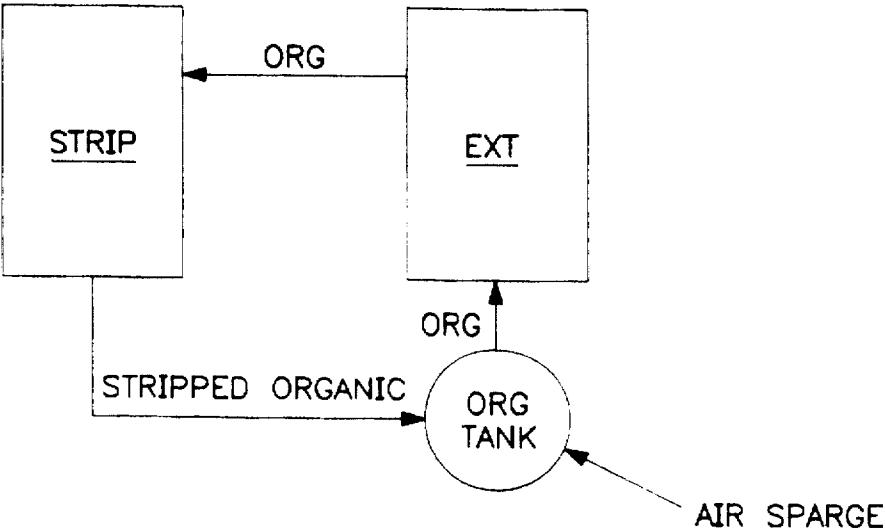 ORG
STRIP
EXT
ORG
STRIPPED ORGANIC
ORG
TANK
AIR SPARGE